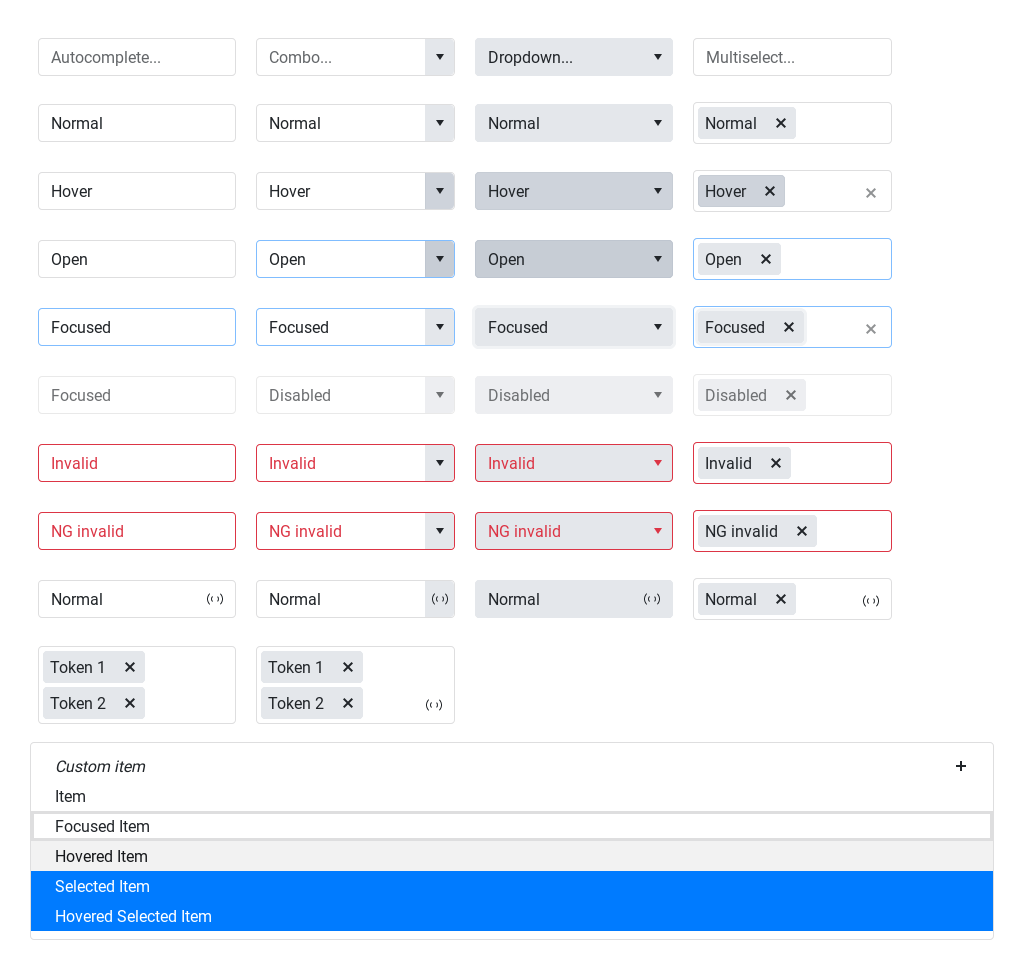 Autocomplete... Combo... Dropdown... Multiselect...
Normal Normal Normal Normal
Hover Hover Hover Hover
Open Open Open Open
Focused Focused Focused Focused
Focused Disabled Disabled Disabled
Invalid Invalid Invalid Invalid
NG invalid NG invalid NG invalid NG invalid
Normal Normal Normal Normal
Token 1 Token 1
Token 2 Token 2
Custom item
Item
Focused Item
Hovered Item
Selected Item
Hovered Selected Item